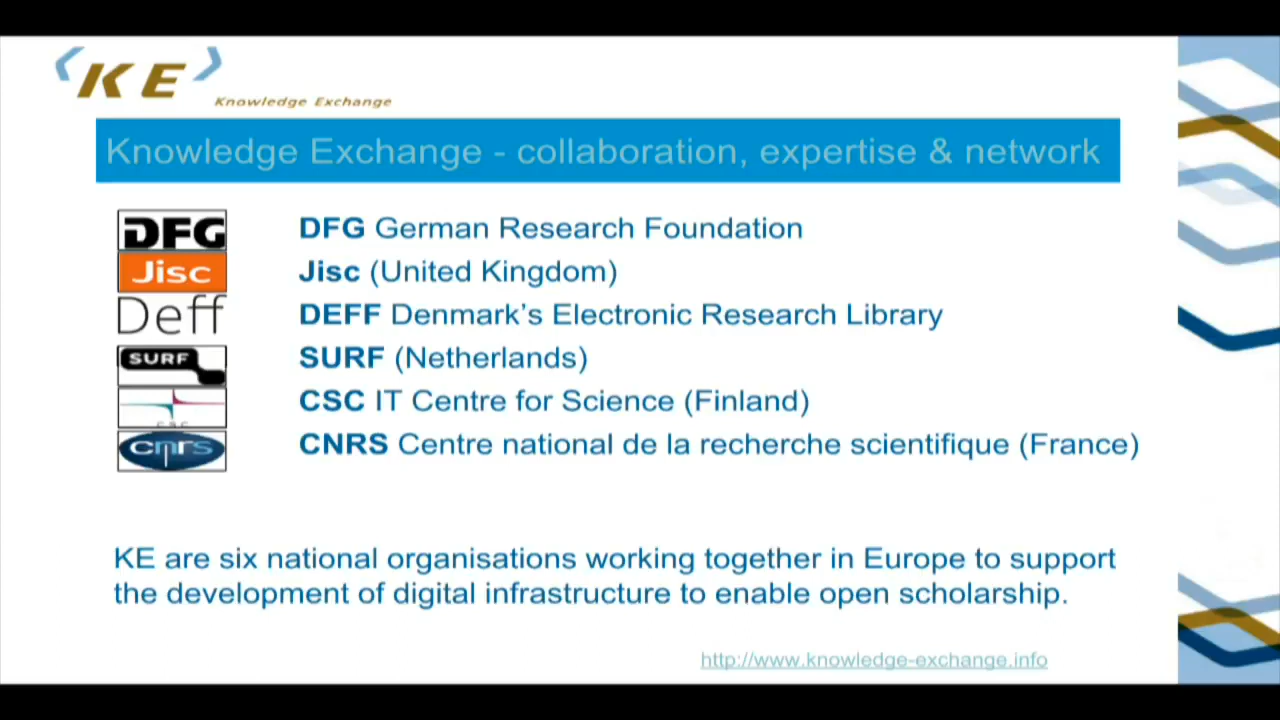 KE
Knowledge Exchange
Knowledge Exchange - collaboration, expertise & network
DFG DFG German Research Foundation
Jisc Jisc (United Kingdom)
Deff DEFF Denmark’s Electronic Research Library
SURF SURF (Netherlands)
CSC CSC IT Centre for Science (Finland)
cnrs CNRS Centre national de la recherche scientifique (France)
KE are six national organisations working together in Europe to support
the development of digital infrastructure to enable open scholarship.
http://www.knowledge-exchange.info